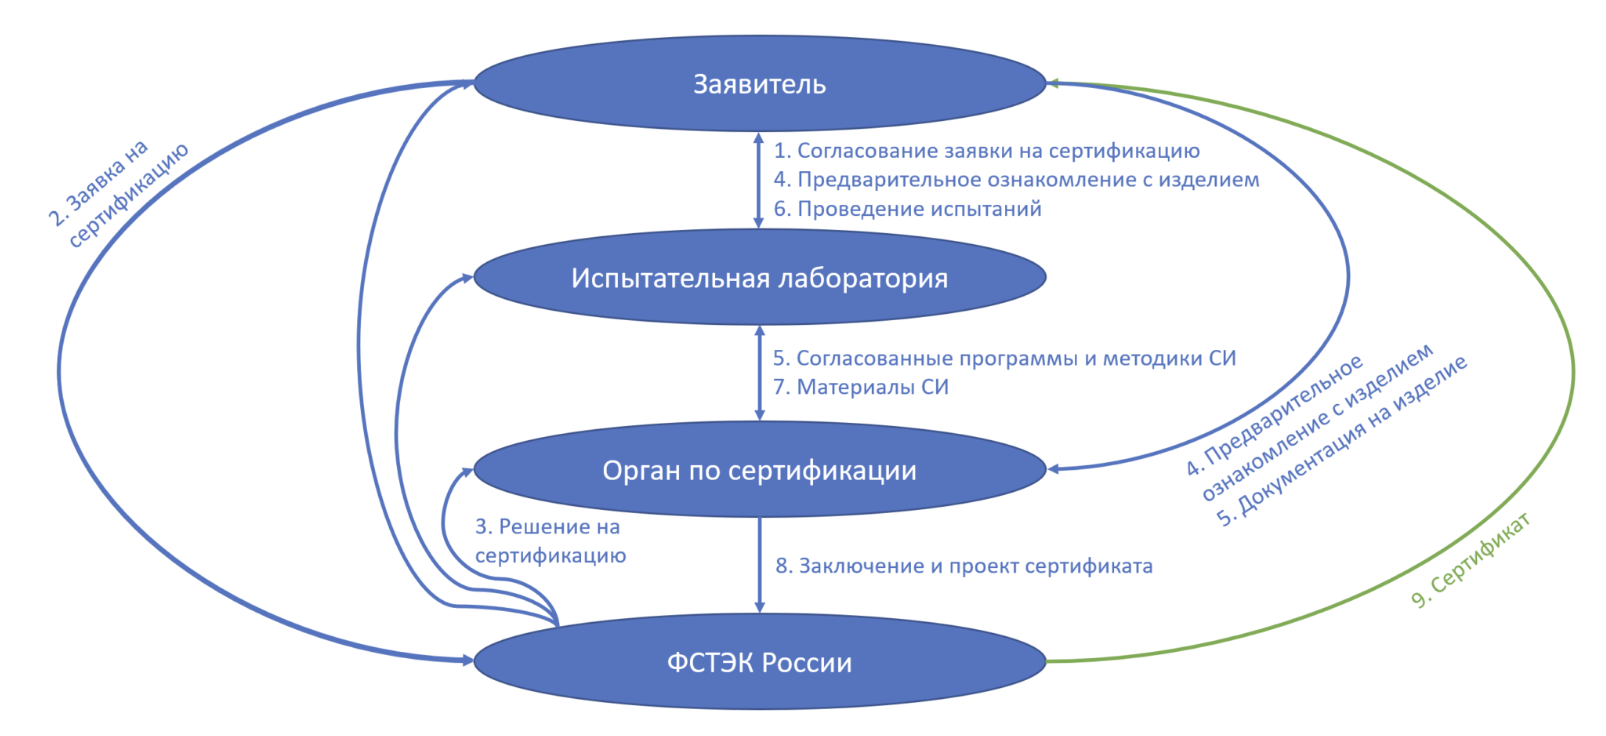 Заявитель
1. Согласование заявки на сертификацию
4. Предварительное ознакомление с изделием
6. Проведение испытаний
2. Заявка на
сертификацию
Испытательная лаборатория
5. Согласованные программы и методики СИ
7. Материалы СИ
4. Предварительное
ознакомление с изделием
5. Документация на изделие
Орган по сертификации
3. Решение на
сертификацию
8. Заключение и проект сертификата
9. Сертификат
ФСТЭК России